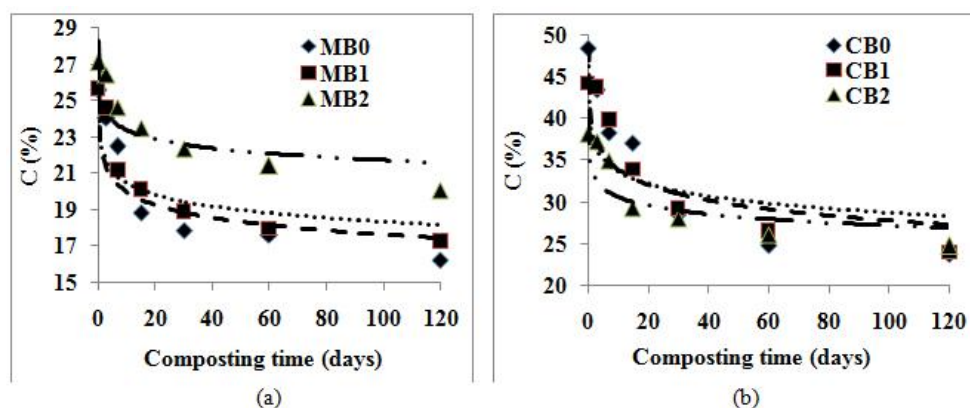 29
27
25
23
21
19
17
15
C (%)
MB0
MB1
MB2
0 20 40 60 80 100 120
Composting time (days)
(a)
50
45
40
35
30
25
20
C (%)
CB0
CB1
CB2
0 20 40 60 80 100 120
Composting time (days)
(b)